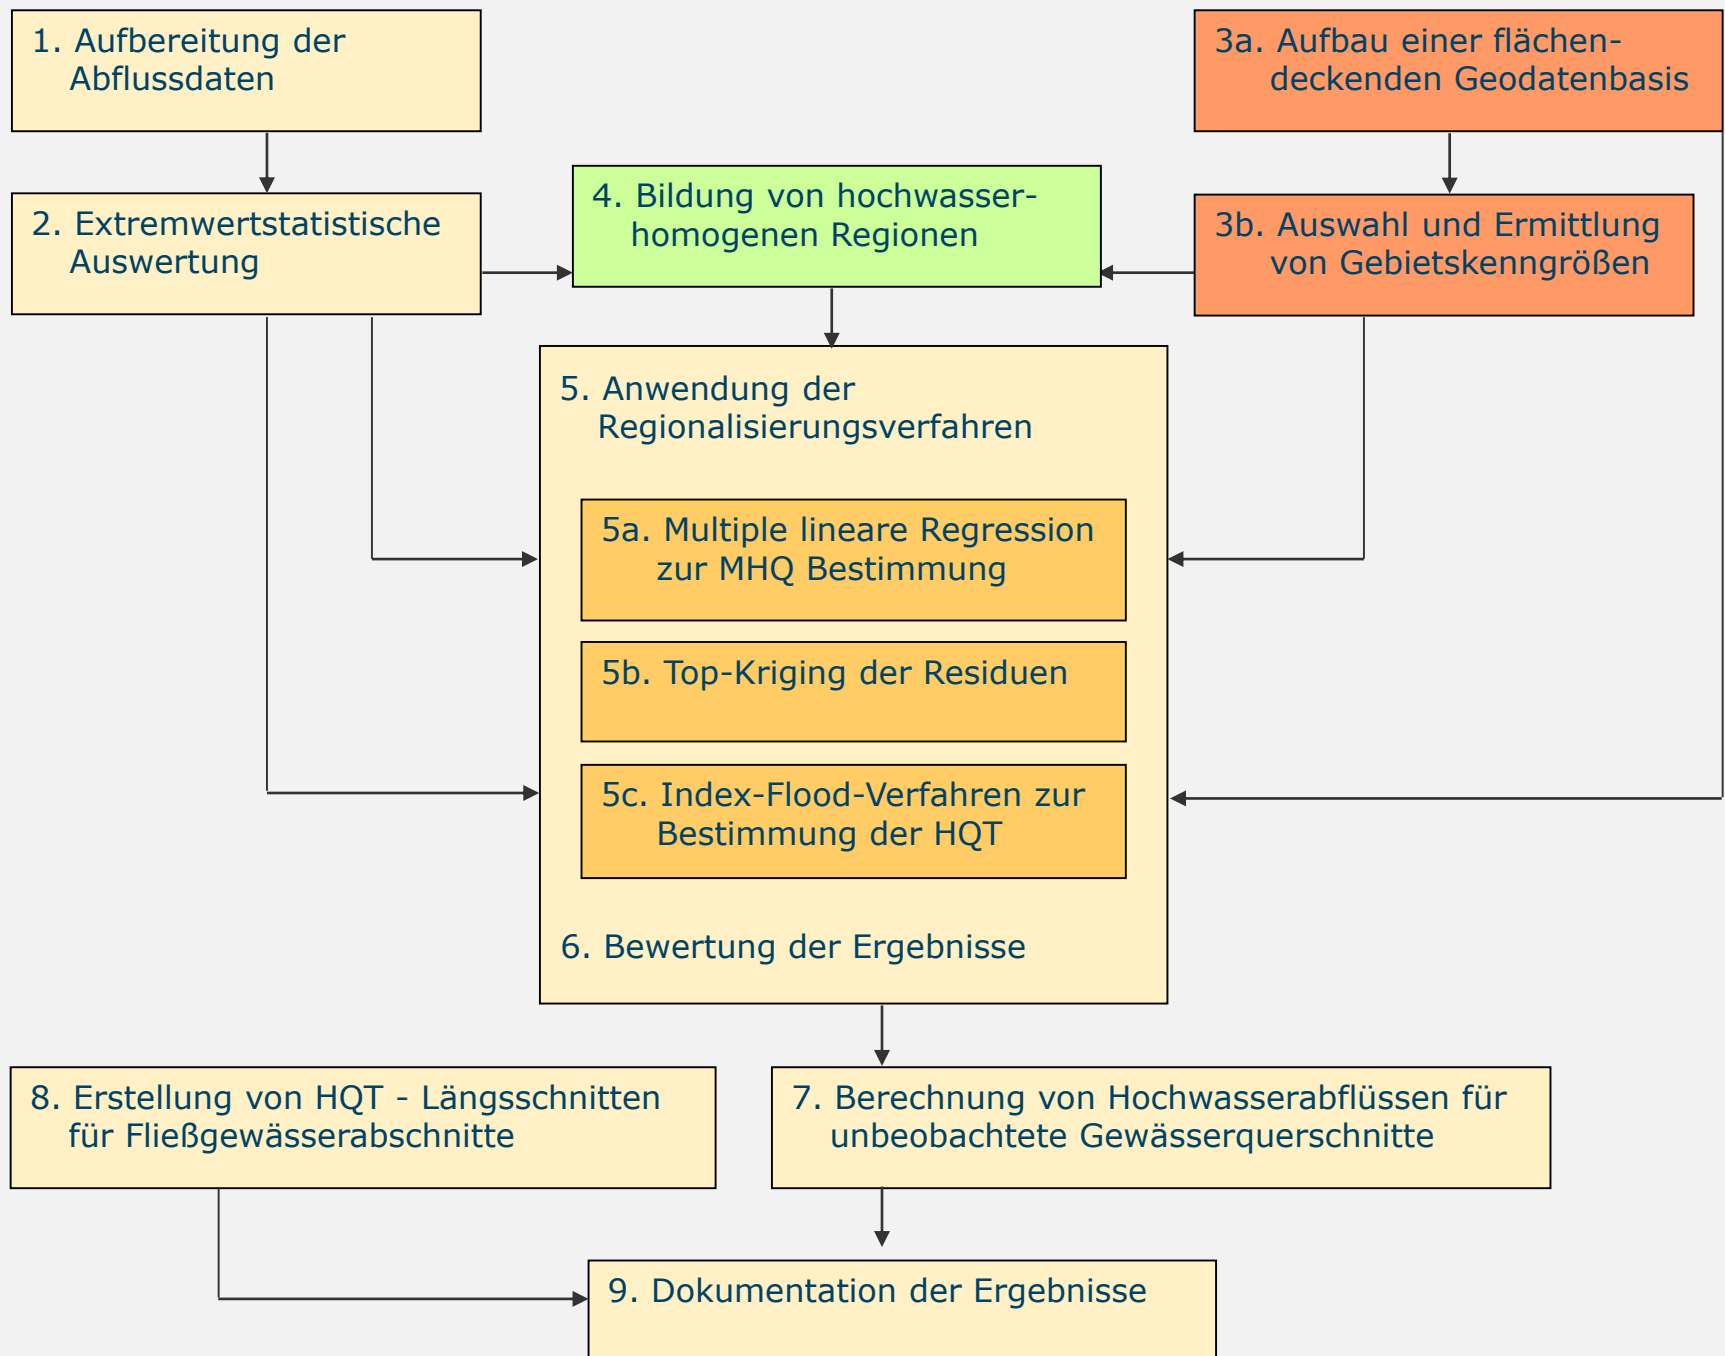 1. Aufbereitung der
Abflussdaten
2. Extremwertstatistische
Auswertung
3a. Aufbau einer flächen-
deckenden Geodatenbasis
3b. Auswahl und Ermittlung
von Gebietskenngrößen
4. Bildung von hochwasser-
homogenen Regionen
5. Anwendung der
Regionalisierungsverfahren
5a. Multiple lineare Regression
zur MHQ Bestimmung
5b. Top-Kriging der Residuen
5c. Index-Flood-Verfahren zur
Bestimmung der HQT
6. Bewertung der Ergebnisse
7. Berechnung von Hochwasserabflüssen für
unbeobachtete Gewässerquerschnitte
8. Erstellung von HQT - Längsschnitten
für Fließgewässerabschnitte
9. Dokumentation der Ergebnisse